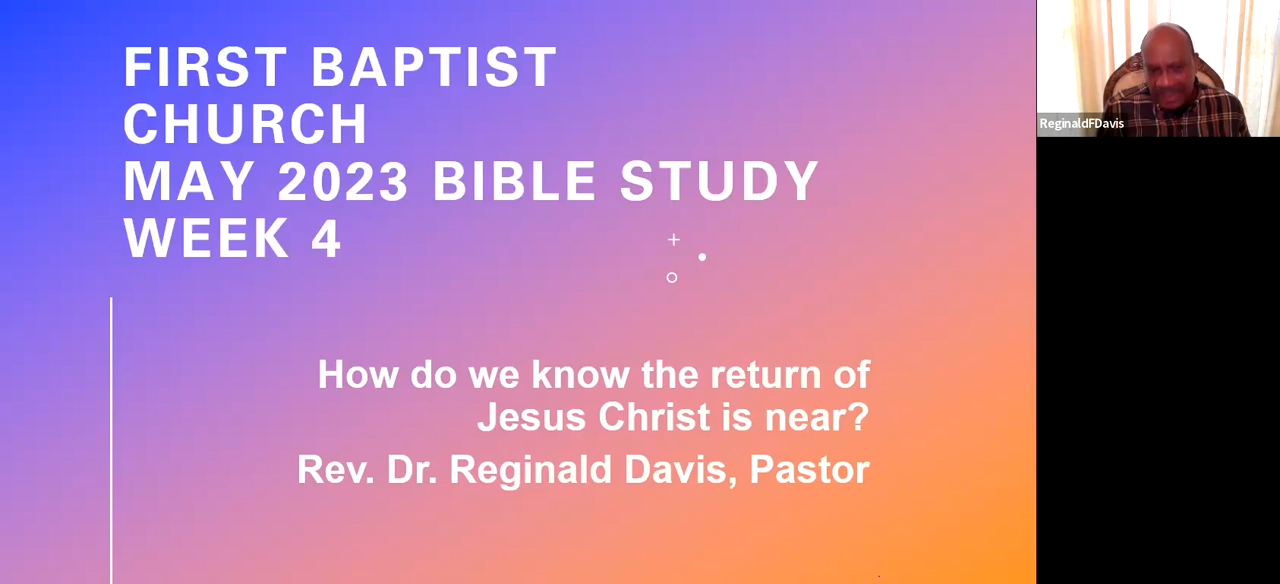 FIRST BAPTIST
CHURCH
MAY 2023 BIBLE STUDY
WEEK 4
How do we know the return of
Jesus Christ is near?
Rev. Dr. Reginald Davis, Pastor
ReginaldFDavis